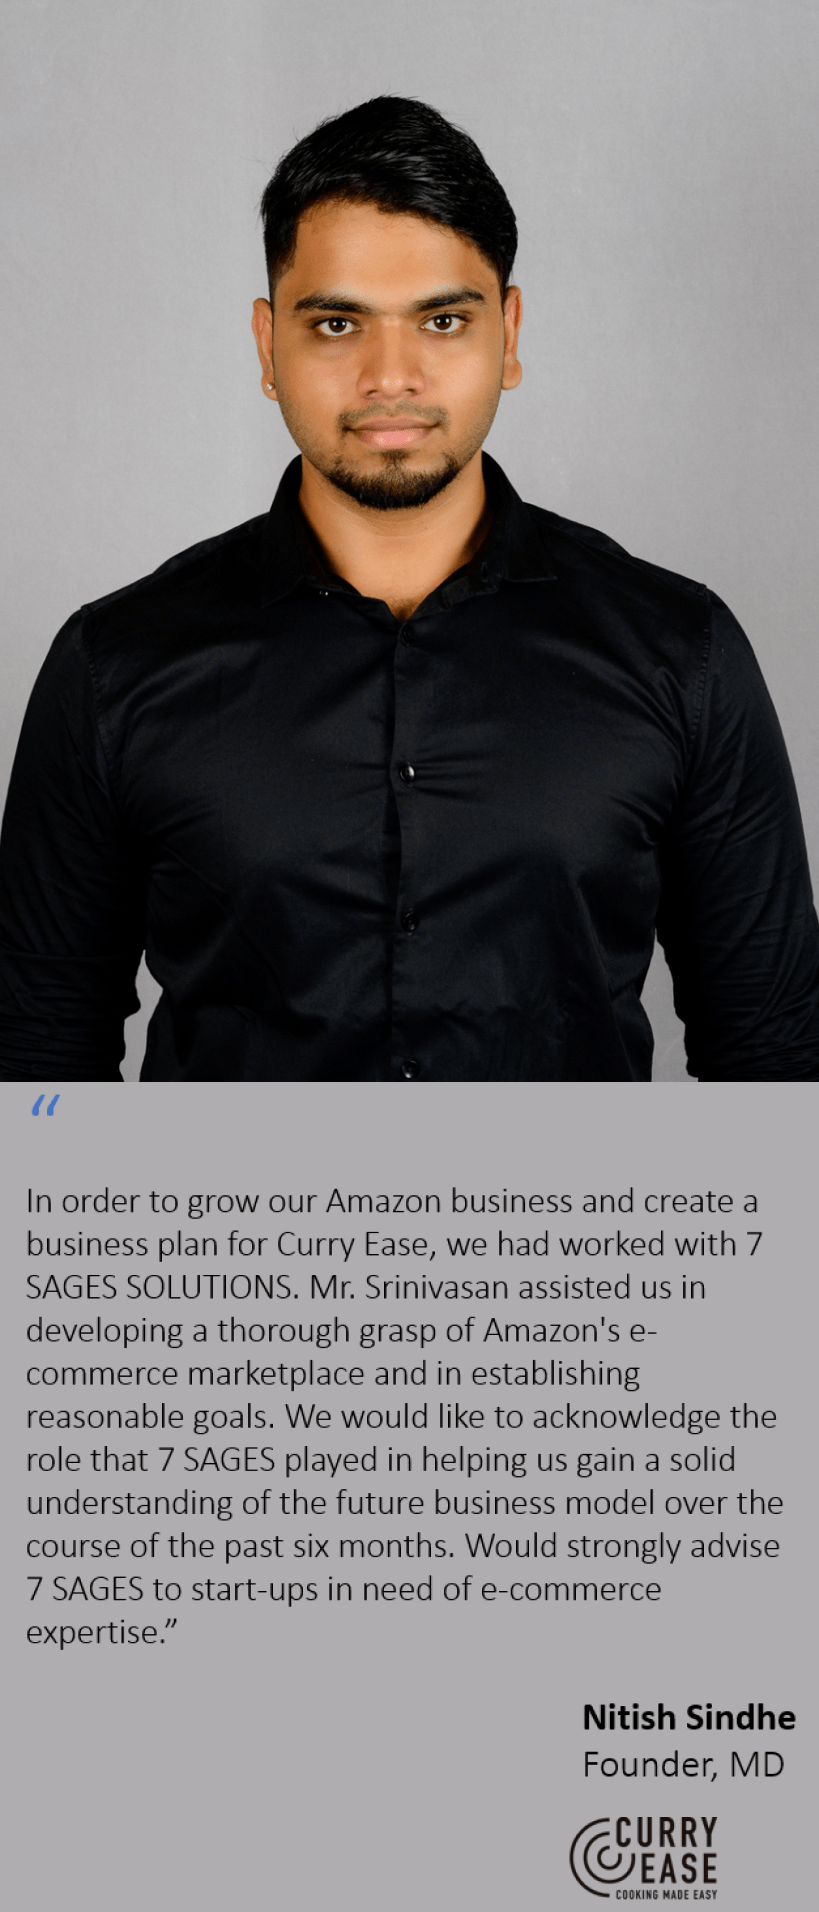 “
In order to grow our Amazon business and create a
business plan for Curry Ease, we had worked with 7
SAGES SOLUTIONS. Mr. Srinivasan assisted us in
developing a thorough grasp of Amazon's e-
commerce marketplace and in establishing
reasonable goals. We would like to acknowledge the
role that 7 SAGES played in helping us gain a solid
understanding of the future business model over the
course of the past six months. Would strongly advise
7 SAGES to start-ups in need of e-commerce
expertise.”
Nitish Sindhe
Founder, MD
CURRY
EASE
COOKING MADE EASY